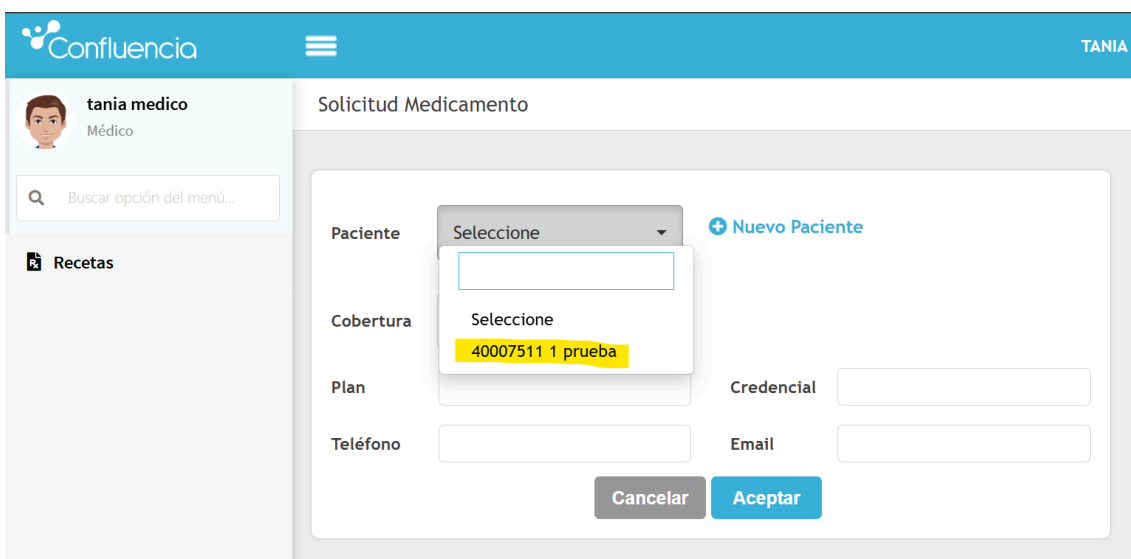 Confluencia
TANIA
tania medico
Médico
Solicitud Medicamento
Buscar opción del menú...
Recetas
Paciente
Seleccione
Nuevo Paciente
Seleccione
40007511 1 prueba
Cobertura
Plan
Credencial
Teléfono
Email
Cancelar
Aceptar